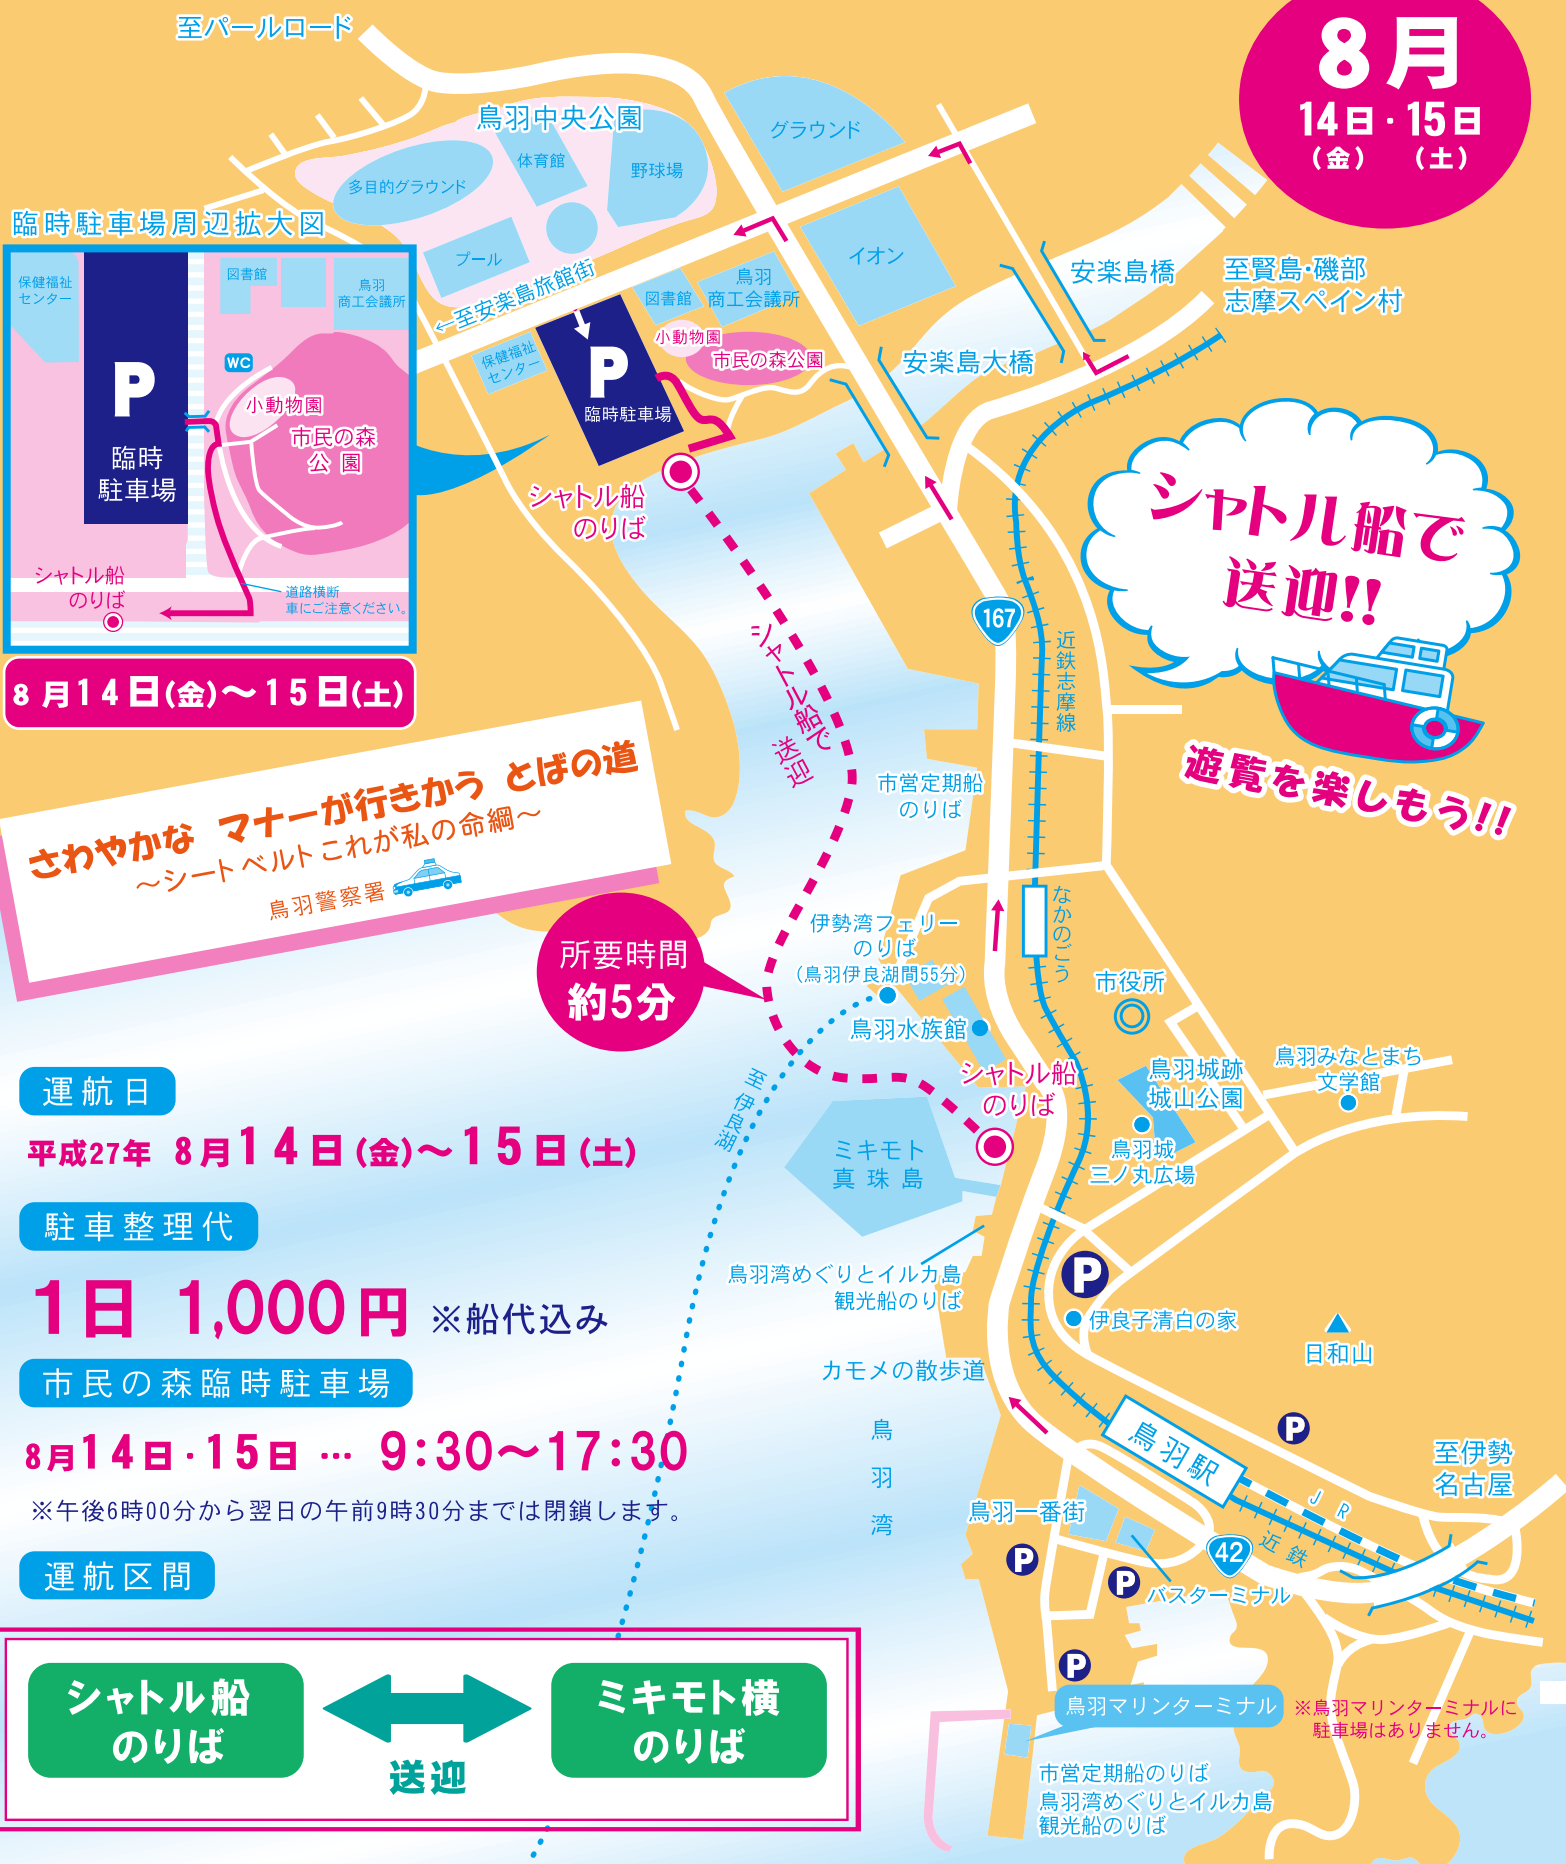 至パールロード
8月
14日・15日
(金) (土)
鳥羽中央公園
グラウンド
体育館
野球場
多目的グラウンド
プール
イオン
←至安楽島旅館街
図書館
鳥羽
商工会議所
小動物園
市民の森公園
保健福祉
センター
P
臨時駐車場
安楽島橋
安楽島大橋
至賢島・磯部
志摩スペイン村
臨時駐車場周辺拡大図
保健福祉
センター
図書館
鳥羽
商工会議所
WC
小動物園
市民の森
公園
P
臨時
駐車場
シャトル船
のりば
道路横断
車にご注意ください。
8月14日(金)〜15日(土)
シャトル船
のりば
シャトル船で
送迎!!
遊覧を楽しもう!!
167
近鉄志摩線
シャトル船で
送迎
さわやかな マナーが行きかう とばの道
〜シートベルトこれが私の命綱〜
鳥羽警察署
市営定期船
のりば
なかのごう
所要時間
約5分
伊勢湾フェリー
のりば
(鳥羽伊良湖間55分)
鳥羽水族館
市役所
シャトル船
のりば
鳥羽城跡
城山公園
鳥羽みなとまち
文学館
鳥羽城
三ノ丸広場
至伊良湖
ミキモト
真珠島
鳥羽湾めぐりとイルカ島
観光船のりば
P
伊良子清白の家
日和山
カモメの散歩道
鳥羽湾
運航日
平成27年 8月14日(金)〜15日(土)
駐車整理代
1日 1,000円 ※船代込み
市民の森臨時駐車場
8月14日・15日 … 9:30〜17:30
※午後6時00分から翌日の午前9時30分までは閉鎖します。
運航区間
シャトル船
のりば
送迎
ミキモト横
のりば
P
鳥羽駅
至伊勢
名古屋
JR
近鉄
42
鳥羽一番街
P
P
バスターミナル
P
鳥羽マリンターミナル
※鳥羽マリンターミナルに
駐車場はありません。
市営定期船のりば
鳥羽湾めぐりとイルカ島
観光船のりば